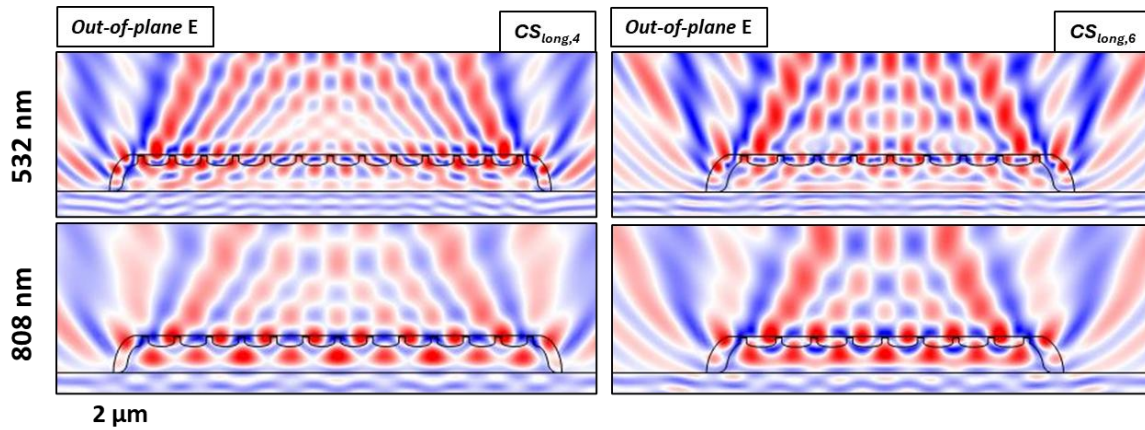 Out-of-plane E
CSlong,4
Out-of-plane E
CSlong,6
532 nm
808 nm
2 μm